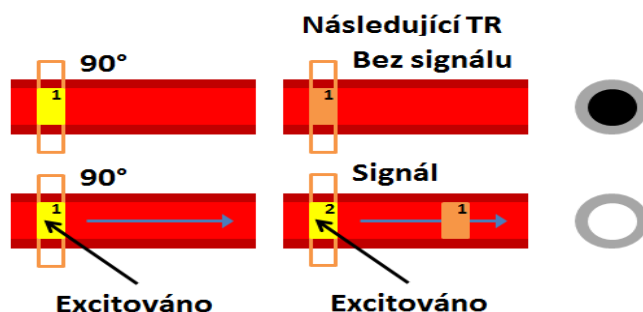 Následující TR
90° Bez signálu
1 1
90° Signál
1 2 1
Excitováno Excitováno